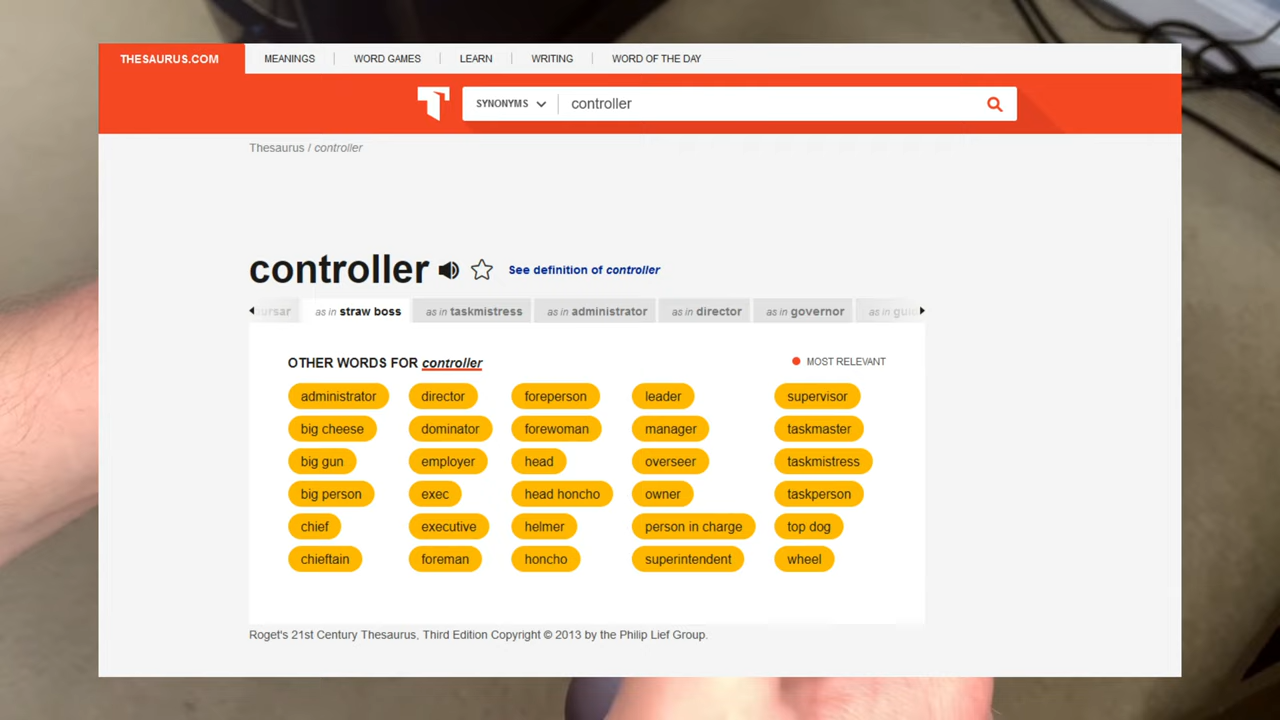 THESAURUS.COM MEANINGS WORD GAMES LEARN WRITING WORD OF THE DAY
SYNONYMS controller
Thesaurus / controller
controller See definition of controller
as in straw boss as in taskmistress as in administrator as in director as in governor as in
OTHER WORDS FOR controller MOST RELEVANT
administrator director foreperson leader supervisor
big cheese dominator forewoman manager taskmaster
big gun employer head overseer taskmistress
big person exec head honcho owner taskperson
chief executive helmer person in charge top dog
chieftain foreman honcho superintendent wheel
Roget's 21st Century Thesaurus, Third Edition Copyright © 2013 by the Philip Lief Group.